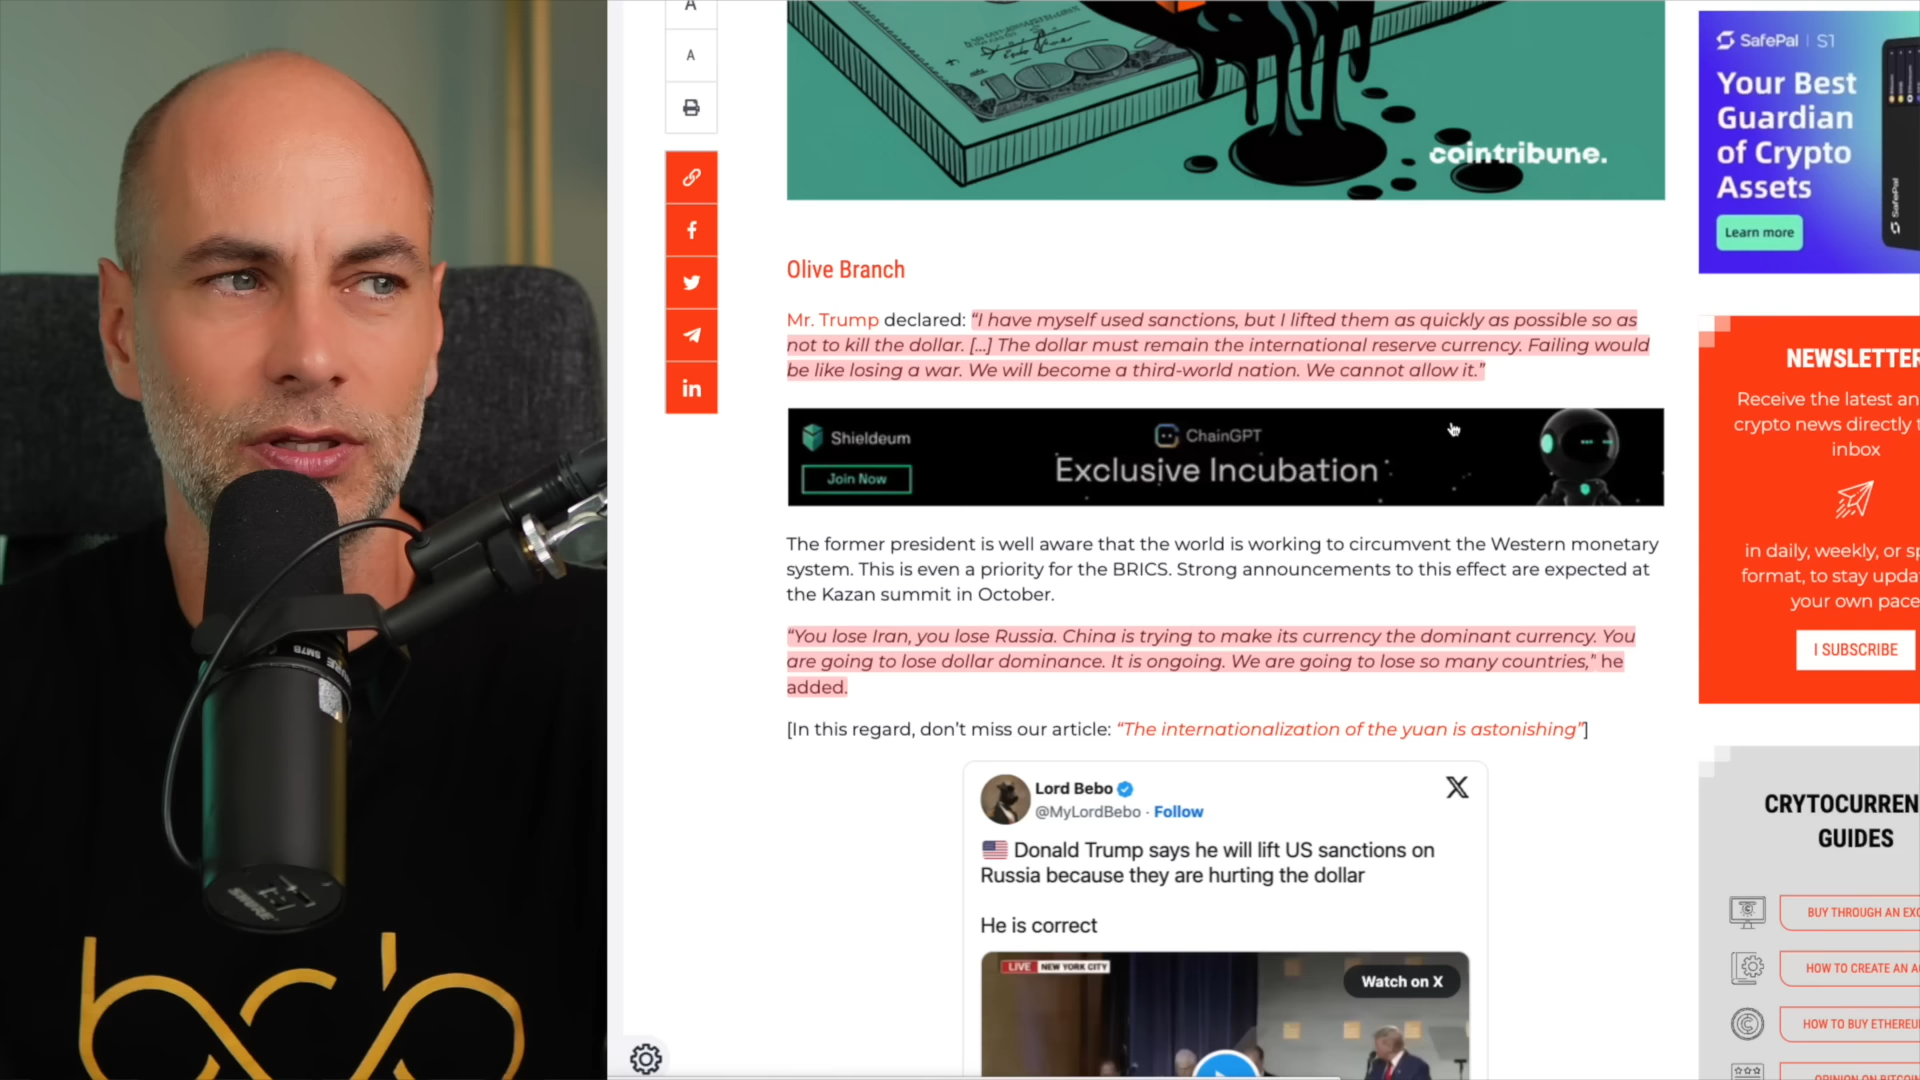 A
A
100
cointribune.
SafePal | S1
Your Best
Guardian
of Crypto
Assets
Learn more
SafePal
Olive Branch
Mr. Trump declared: “I have myself used sanctions, but I lifted them as quickly as possible so as
not to kill the dollar. [...] The dollar must remain the international reserve currency. Failing would
be like losing a war. We will become a third-world nation. We cannot allow it.”
Shieldeum
Join Now
ChainGPT
Exclusive Incubation
The former president is well aware that the world is working to circumvent the Western monetary
system. This is even a priority for the BRICS. Strong announcements to this effect are expected at
the Kazan summit in October.
“You lose Iran, you lose Russia. China is trying to make its currency the dominant currency. You
are going to lose dollar dominance. It is ongoing. We are going to lose so many countries,” he
added.
[In this regard, don’t miss our article: “The internationalization of the yuan is astonishing”]
Lord Bebo
@MyLordBebo · Follow
🇺🇸 Donald Trump says he will lift US sanctions on
Russia because they are hurting the dollar
He is correct
LIVE NEW YORK CITY
Watch on X
NEWSLETTER
Receive the latest an
crypto news directly t
inbox
in daily, weekly, or sp
format, to stay upda
your own pace
I SUBSCRIBE
CRYTOCURREN
GUIDES
BUY THROUGH AN EXC
HOW TO CREATE AN A
HOW TO BUY ETHEREU
OPINION ON BITCOIN
SM7B
SHURE
bcb